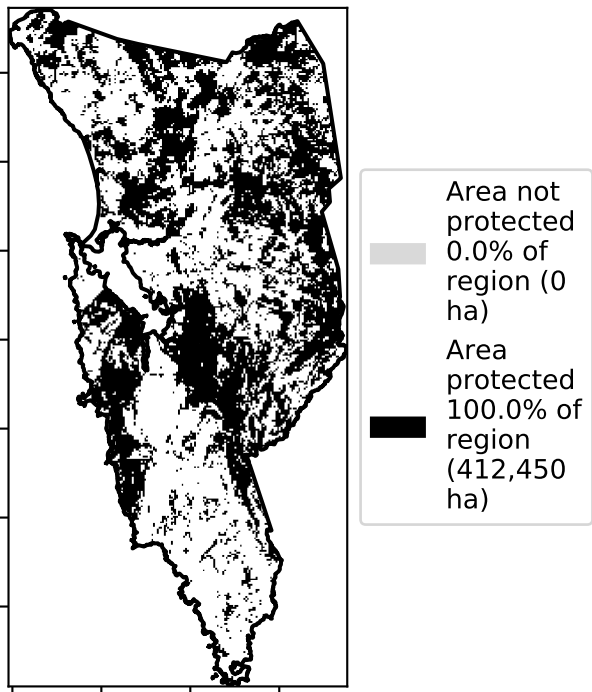 Area not
protected
0.0% of
region (0
ha)
Area
protected
100.0% of
region
(412,450
ha)